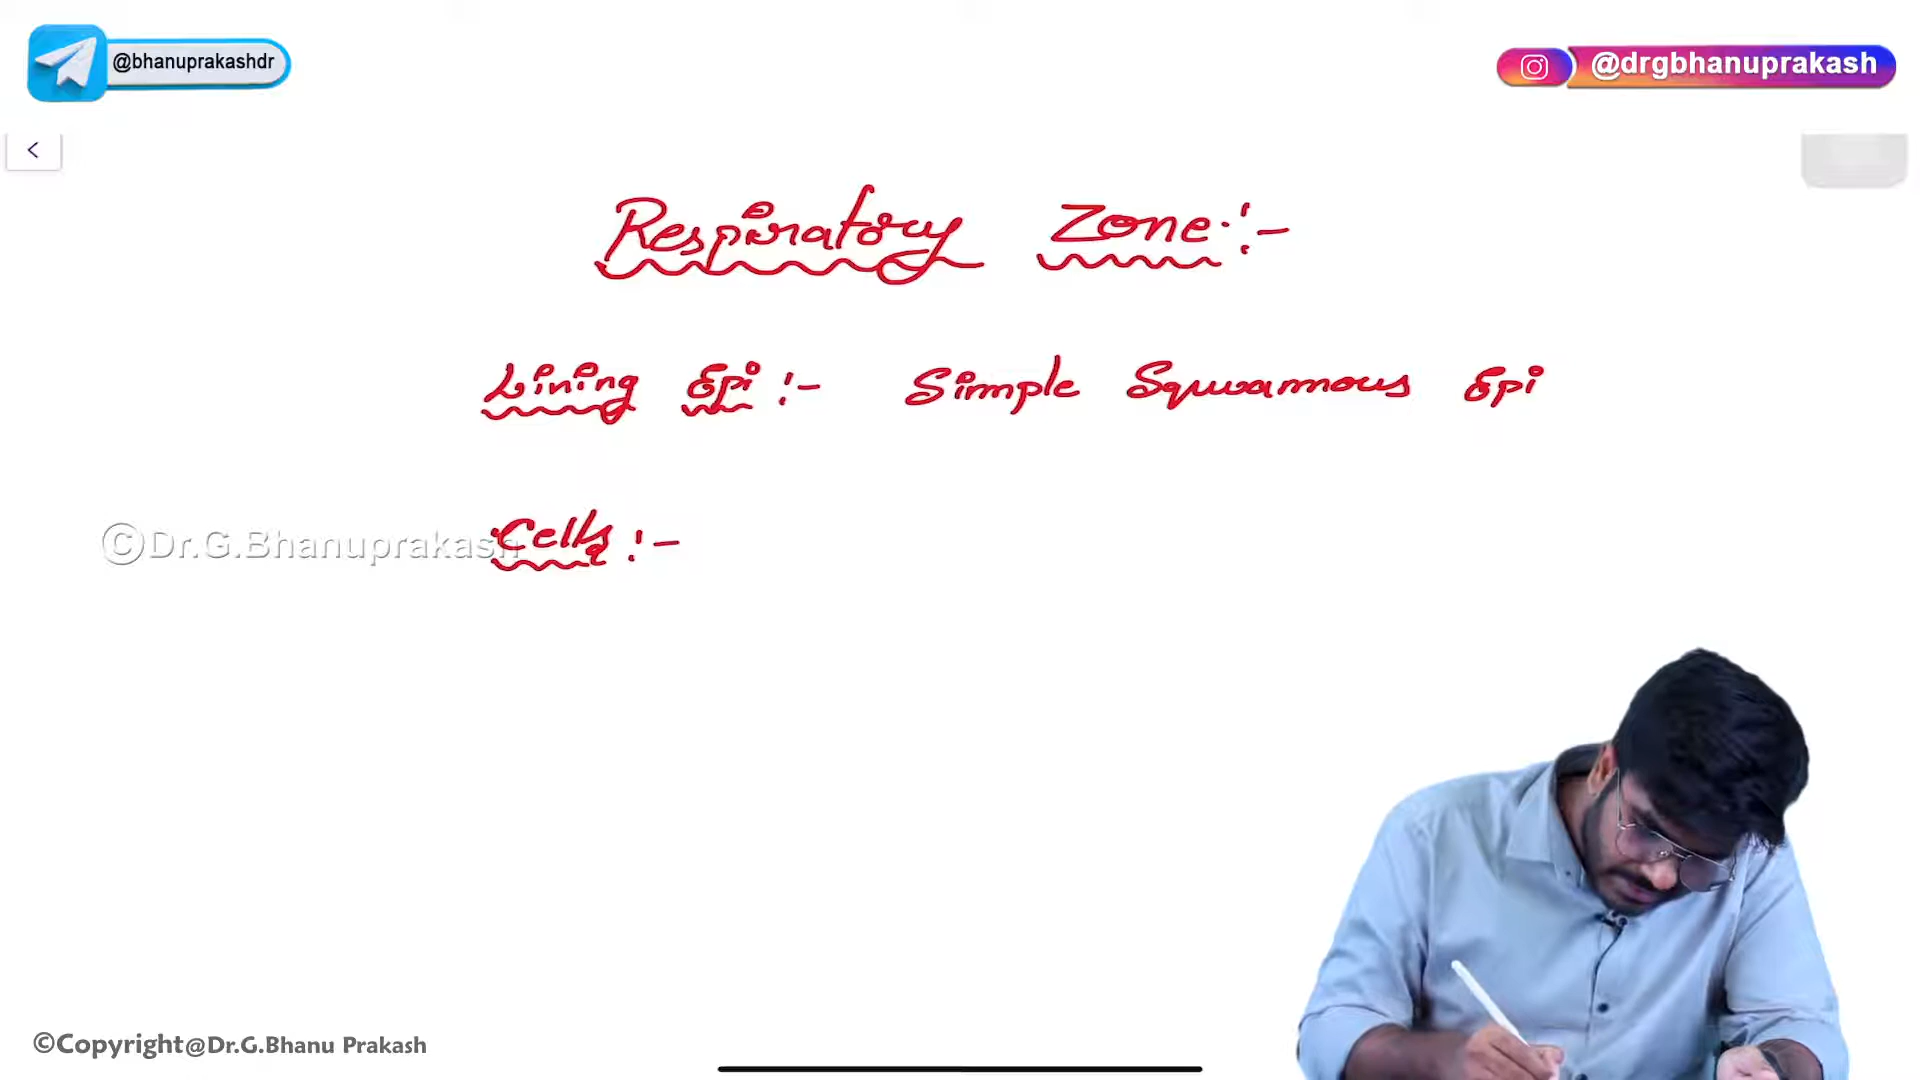 @bhanuprakashdr
@drgbhanuprakash
Respiratory Zone :-
Lining Epi :- Simple Squamous Epi
Cells :-
©Dr.G.Bhanuprakash
©Copyright@Dr.G.Bhanu Prakash